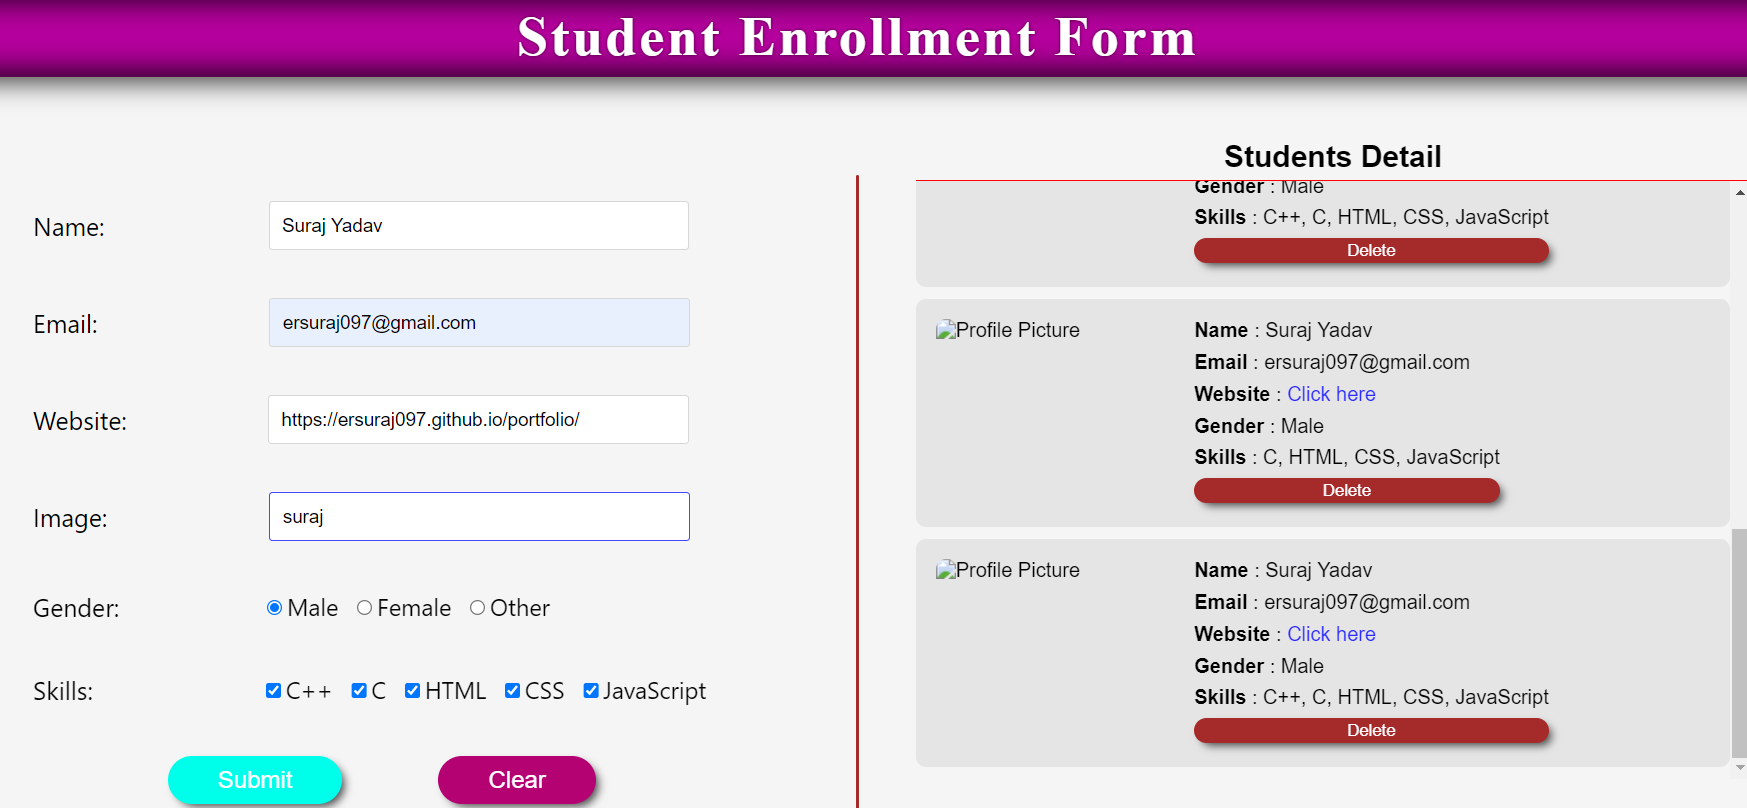 Student Enrollment Form
Name: Suraj Yadav
Email: ersuraj097@gmail.com
Website: https://ersuraj097.github.io/portfolio/
Image: suraj
Gender: Male Female Other
Skills: C++ C HTML CSS JavaScript
Submit Clear
Students Detail
Gender : Male
Skills : C++, C, HTML, CSS, JavaScript
Delete
Profile Picture
Name : Suraj Yadav
Email : ersuraj097@gmail.com
Website : Click here
Gender : Male
Skills : C, HTML, CSS, JavaScript
Delete
Profile Picture
Name : Suraj Yadav
Email : ersuraj097@gmail.com
Website : Click here
Gender : Male
Skills : C++, C, HTML, CSS, JavaScript
Delete